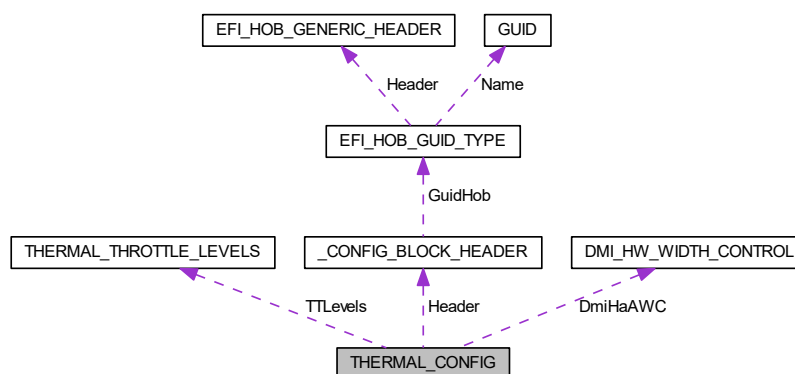 EFI_HOB_GENERIC_HEADER
GUID
Header
Name
EFI_HOB_GUID_TYPE
GuidHob
THERMAL_THROTTLE_LEVELS
_CONFIG_BLOCK_HEADER
DMI_HW_WIDTH_CONTROL
TTLevels
Header
DmiHaAWC
THERMAL_CONFIG